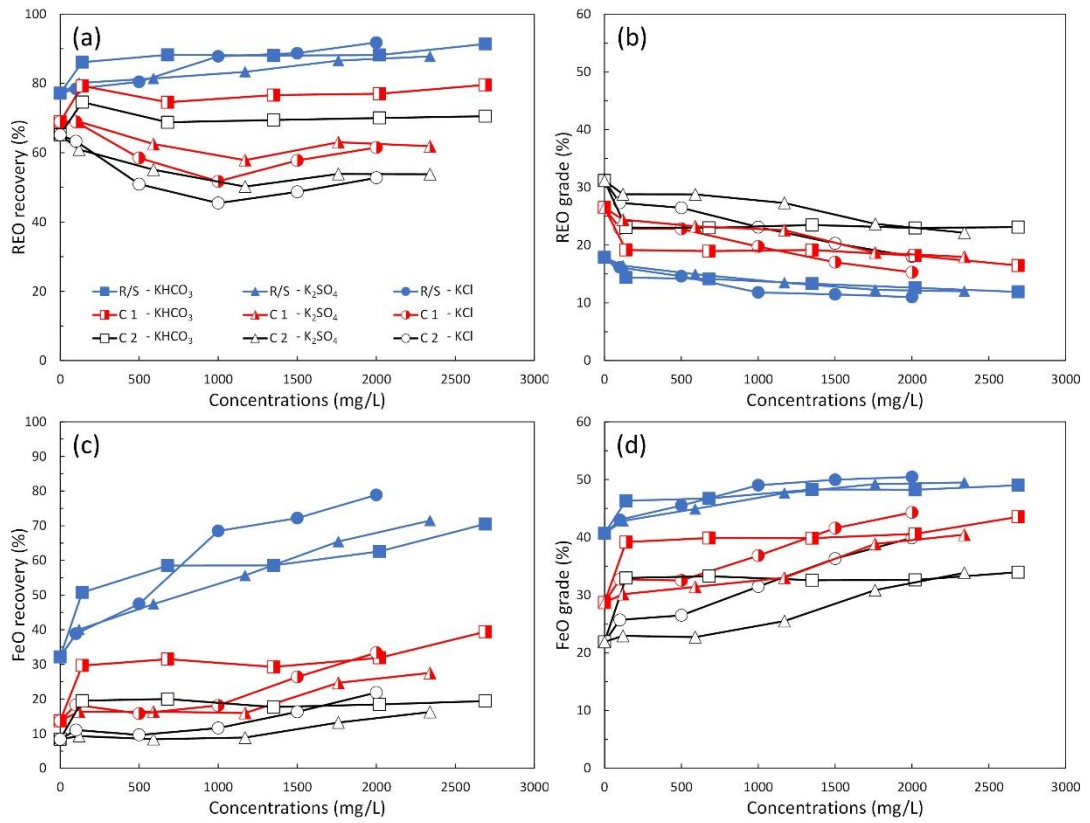 (a)
100
80
60
40
20
0
REO recovery (%)
R/S - KHCO₃ R/S - K₂SO₄ R/S - KCl
C 1 - KHCO₃ C 1 - K₂SO₄ C 1 - KCl
C 2 - KHCO₃ C 2 - K₂SO₄ C 2 - KCl
0 500 1000 1500 2000 2500 3000
Concentrations (mg/L)
(b)
60
50
40
30
20
10
0
REO grade (%)
0 500 1000 1500 2000 2500 3000
Concentrations (mg/L)
(c)
100
90
80
70
60
50
40
30
20
10
0
FeO recovery (%)
0 500 1000 1500 2000 2500 3000
Concentrations (mg/L)
(d)
60
50
40
30
20
10
0
FeO grade (%)
0 500 1000 1500 2000 2500 3000
Concentrations (mg/L)